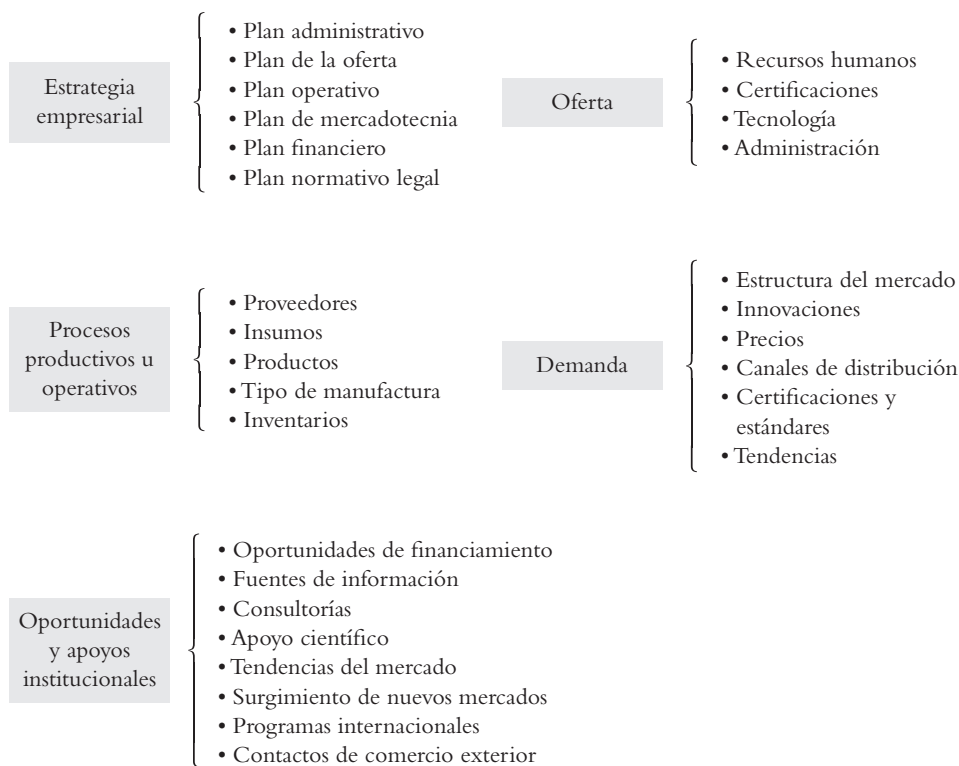 Estrategia
empresarial
• Plan administrativo
• Plan de la oferta
• Plan operativo
• Plan de mercadotecnia
• Plan financiero
• Plan normativo legal
Oferta
• Recursos humanos
• Certificaciones
• Tecnología
• Administración
Procesos
productivos u
operativos
• Proveedores
• Insumos
• Productos
• Tipo de manufactura
• Inventarios
Demanda
• Estructura del mercado
• Innovaciones
• Precios
• Canales de distribución
• Certificaciones y
estándares
• Tendencias
Oportunidades
y apoyos
institucionales
• Oportunidades de financiamiento
• Fuentes de información
• Consultorías
• Apoyo científico
• Tendencias del mercado
• Surgimiento de nuevos mercados
• Programas internacionales
• Contactos de comercio exterior